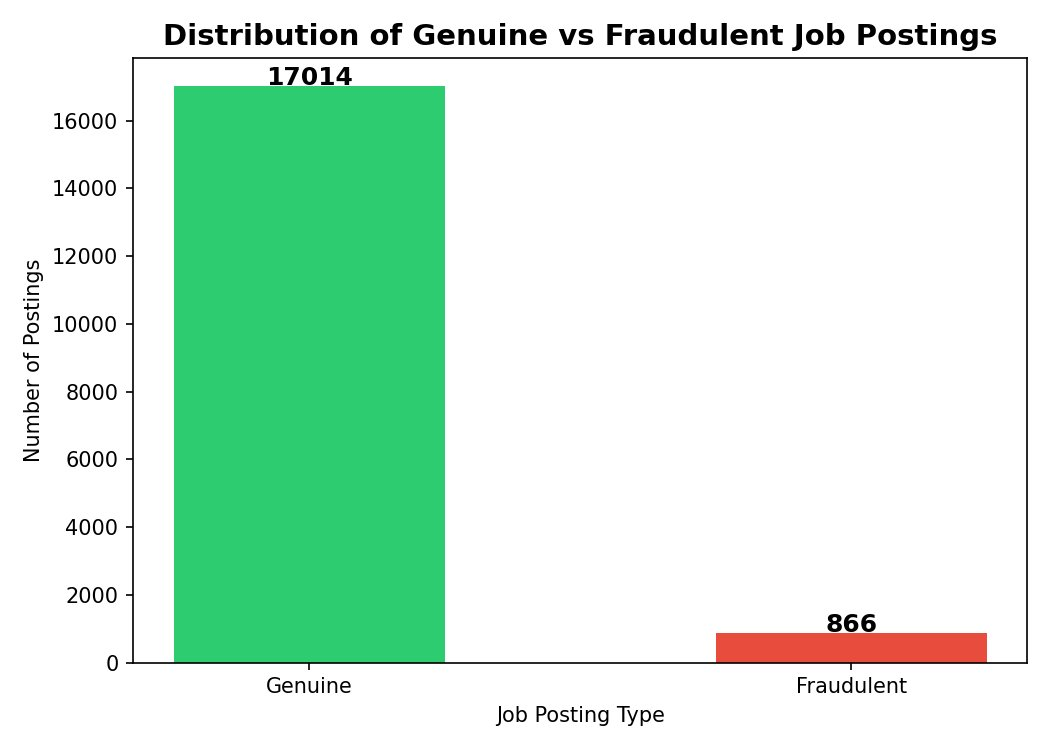 Distribution of Genuine vs Fraudulent Job Postings
17014
16000
14000
12000
10000
8000
6000
4000
2000
0
Number of Postings
866
Genuine
Fraudulent
Job Posting Type